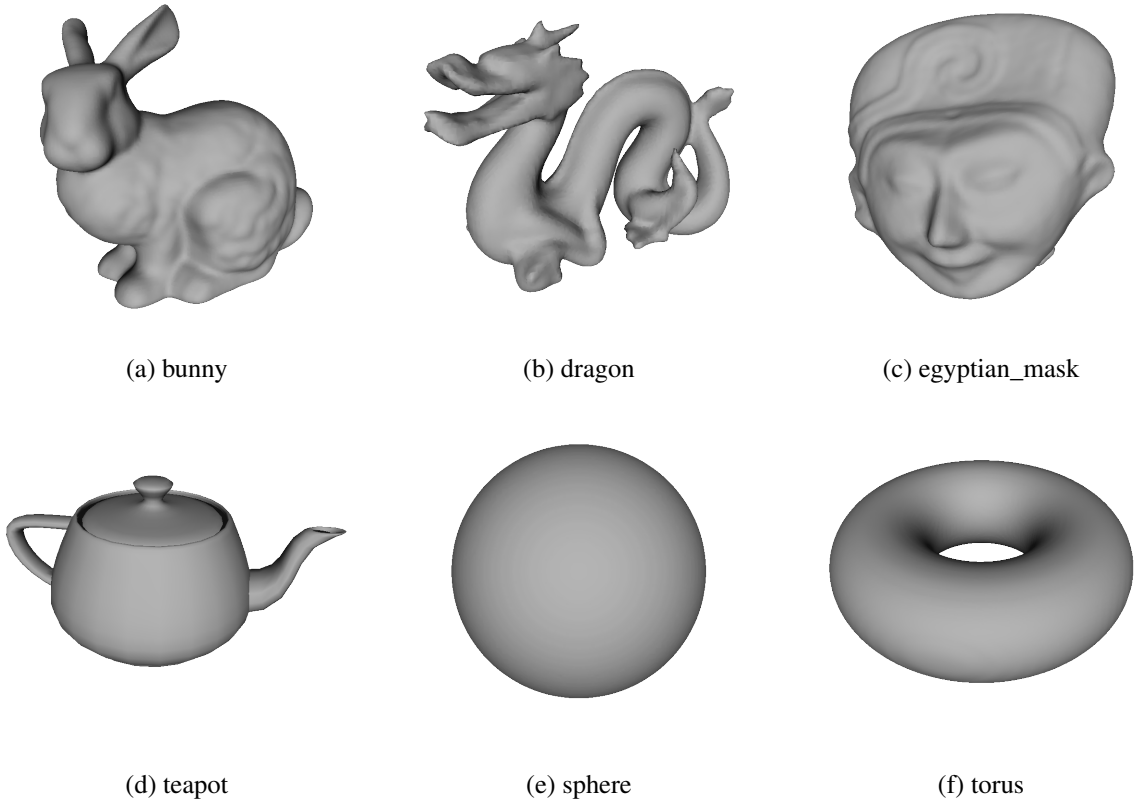 (a) bunny
(b) dragon
(c) egyptian_mask
(d) teapot
(e) sphere
(f) torus